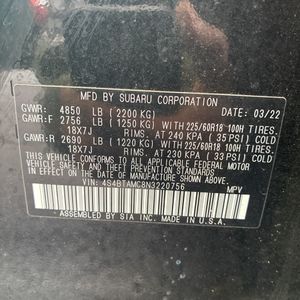 MFD BY SUBARU CORPORATION 03/22
GVWR: 4850 LB (2200 KG)
GAWR:F 2756 LB (1250 KG) WITH 225/60R18 100H TIRES.
18X7J RIMS. AT 240 KPA (35 PSI) COLD
GAWR:R 2690 LB (1220 KG) WITH 225/60R18 100H TIRES.
18X7J RIMS. AT 230 KPA (33 PSI) COLD
THIS VEHICLE CONFORMS TO ALL APPLICABLE FEDERAL MOTOR
VEHICLE SAFETY AND THEFT PREVENTION STANDARDS IN EFFECT
ON THE DATE OF MANUFACTURE SHOWN ABOVE.
VIN: 4S4BTAMC8N3220756 MPV
ASSEMBLED BY SIA INC. MADE IN U.S.A.